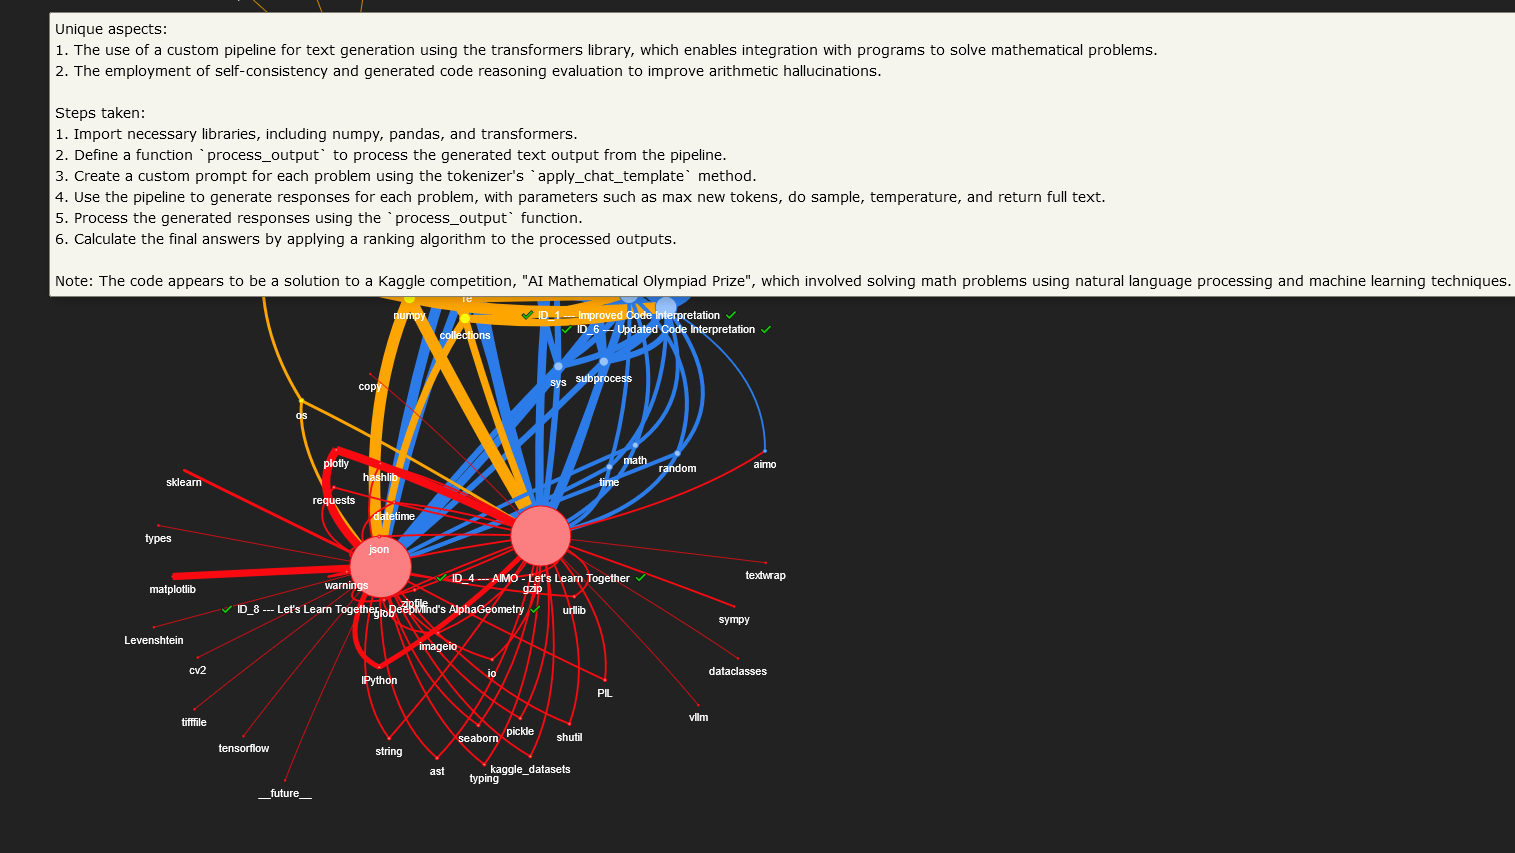 Unique aspects:
1. The use of a custom pipeline for text generation using the transformers library, which enables integration with programs to solve mathematical problems.
2. The employment of self-consistency and generated code reasoning evaluation to improve arithmetic hallucinations.
Steps taken:
1. Import necessary libraries, including numpy, pandas, and transformers.
2. Define a function `process_output` to process the generated text output from the pipeline.
3. Create a custom prompt for each problem using the tokenizer's `apply_chat_template` method.
4. Use the pipeline to generate responses for each problem, with parameters such as max new tokens, do sample, temperature, and return full text.
5. Process the generated responses using the `process_output` function.
6. Calculate the final answers by applying a ranking algorithm to the processed outputs.
Note: The code appears to be a solution to a Kaggle competition, "AI Mathematical Olympiad Prize", which involved solving math problems using natural language processing and machine learning techniques.
re
numpy
ID_1 --- Improved Code Interpretation
ID_6 --- Updated Code Interpretation
collections
sys
subprocess
copy
os
math
plotly
aimo
random
hashlib
sklearn
time
requests
datetime
types
json
textwrap
ID_4 --- AIMO - Let's Learn Together
warnings
gzip
matplotlib
zipfile
ID_8 --- Let's Learn Together - DeepMind's AlphaGeometry
glob
urllib
sympy
Levenshtein
imageio
cv2
dataclasses
io
IPython
PIL
vllm
tifffile
pickle
shutil
seaborn
tensorflow
string
ast
kaggle_datasets
typing
__future__